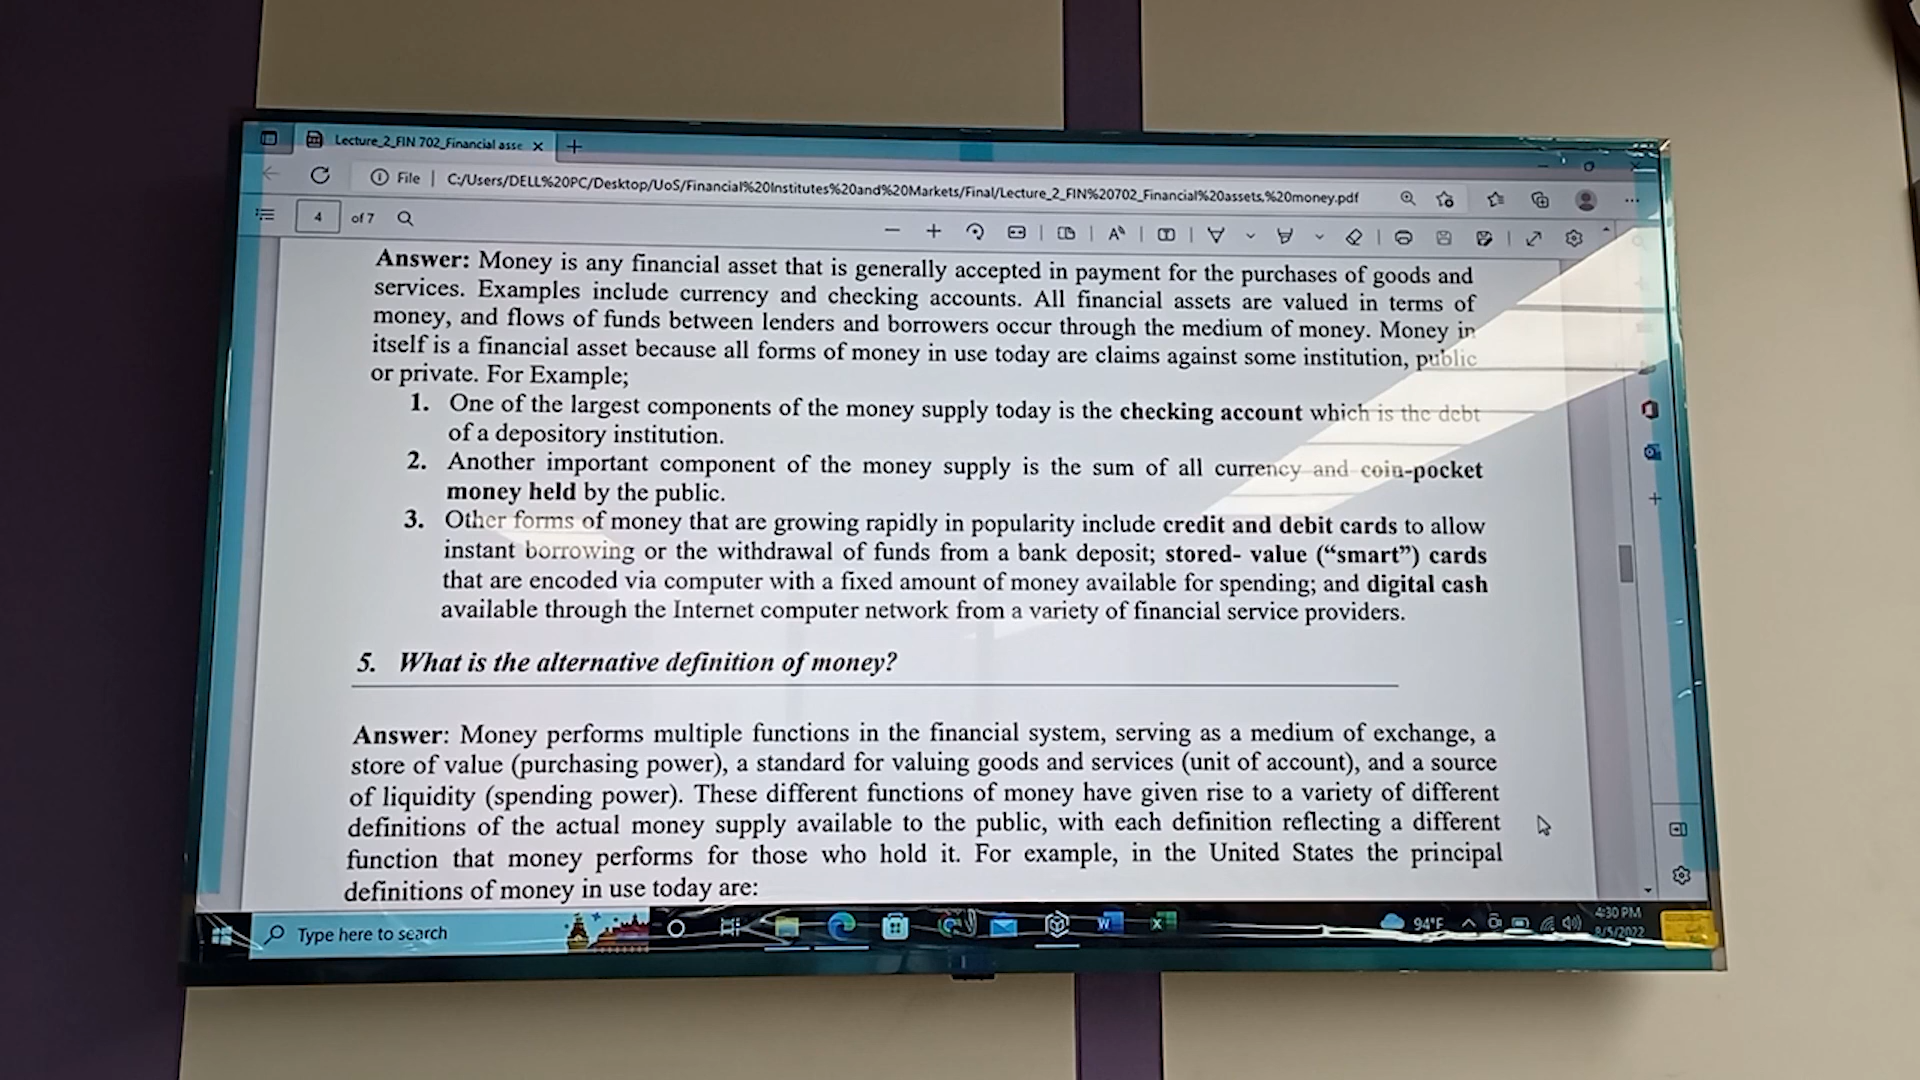 Lecture_2_FIN 702_Financial asse
File | C:/Users/DELL%20PC/Desktop/UoS/Financial%20Institutes%20and%20Markets/Final/Lecture_2_FIN%20702_Financial%20assets,%20money.pdf
4 of 7
Answer: Money is any financial asset that is generally accepted in payment for the purchases of goods and
services. Examples include currency and checking accounts. All financial assets are valued in terms of
money, and flows of funds between lenders and borrowers occur through the medium of money. Money in
itself is a financial asset because all forms of money in use today are claims against some institution, public
or private. For Example;
1. One of the largest components of the money supply today is the checking account which is the debt
of a depository institution.
2. Another important component of the money supply is the sum of all currency and coin-pocket
money held by the public.
3. Other forms of money that are growing rapidly in popularity include credit and debit cards to allow
instant borrowing or the withdrawal of funds from a bank deposit; stored- value (“smart”) cards
that are encoded via computer with a fixed amount of money available for spending; and digital cash
available through the Internet computer network from a variety of financial service providers.
5. What is the alternative definition of money?
Answer: Money performs multiple functions in the financial system, serving as a medium of exchange, a
store of value (purchasing power), a standard for valuing goods and services (unit of account), and a source
of liquidity (spending power). These different functions of money have given rise to a variety of different
definitions of the actual money supply available to the public, with each definition reflecting a different
function that money performs for those who hold it. For example, in the United States the principal
definitions of money in use today are:
Type here to search
94°F
4:30 PM
8/5/2022